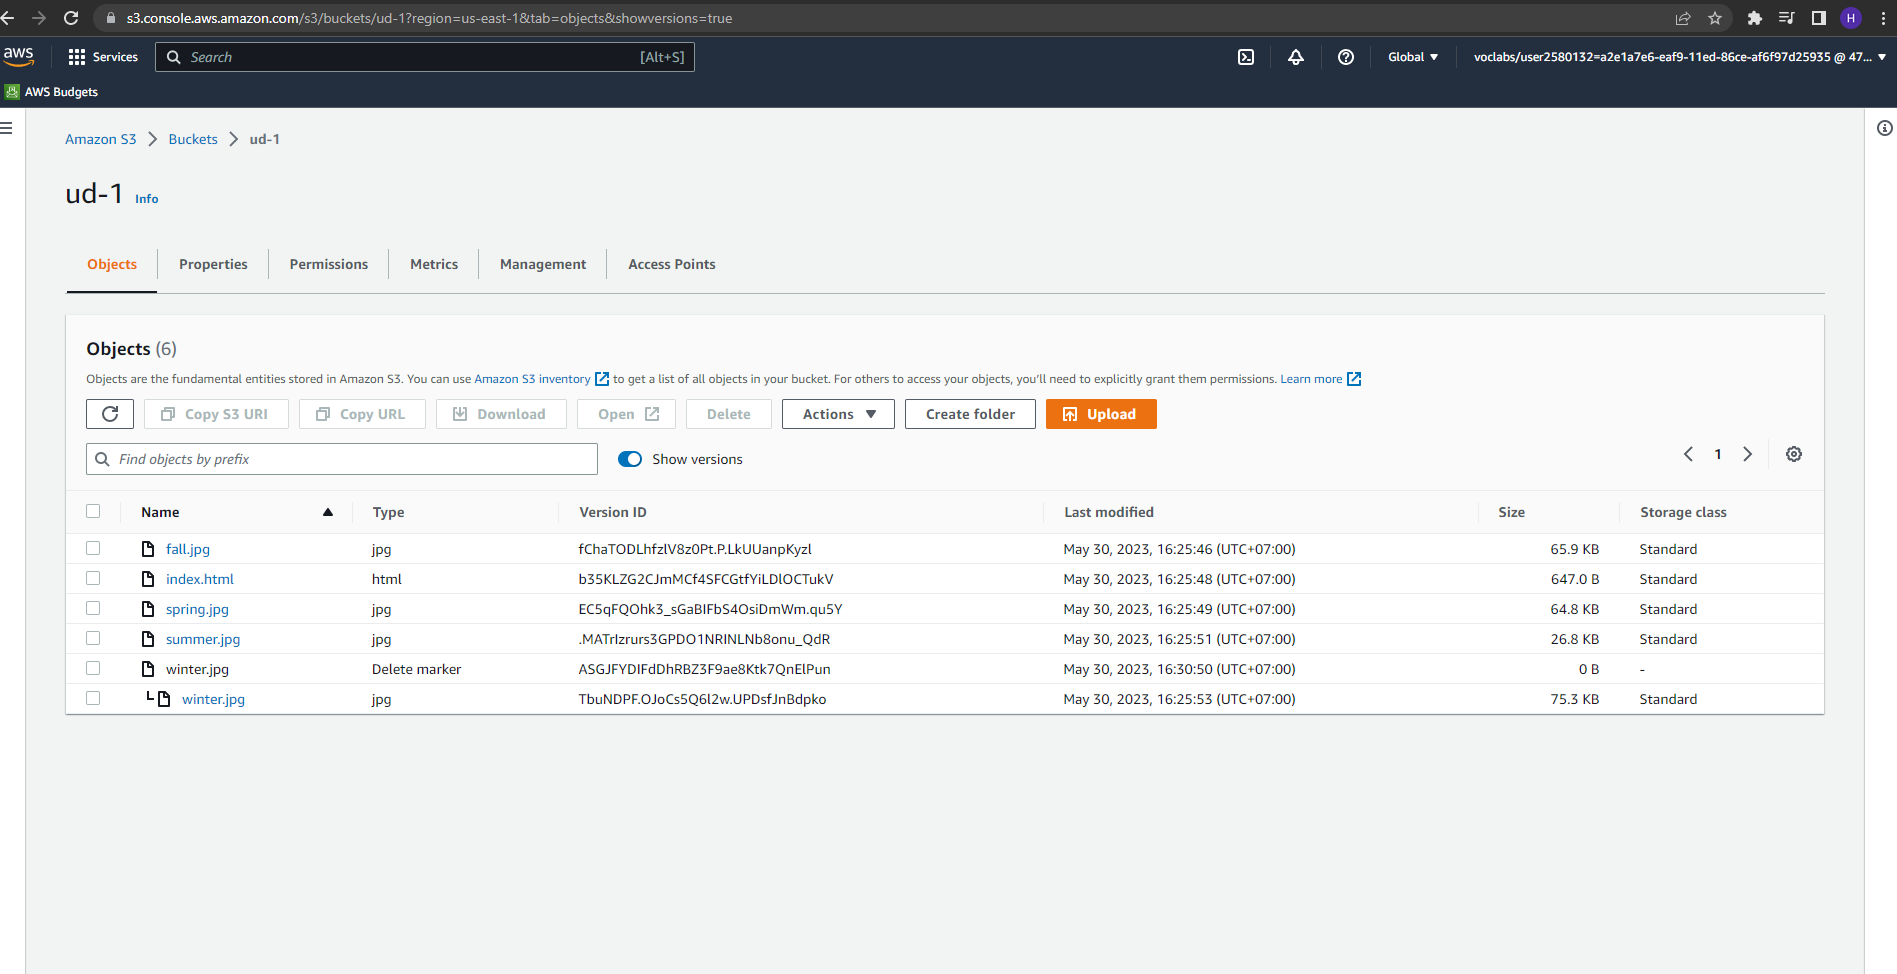 s3.console.aws.amazon.com/s3/buckets/ud-1?region=us-east-1&tab=objects&showversions=true
H
aws Services Search [Alt+S] Global voclabs/user2580132=a2e1a7e6-eaf9-11ed-86ce-af6f97d25935 @ 47...
AWS Budgets
Amazon S3 Buckets ud-1
ud-1 Info
Objects Properties Permissions Metrics Management Access Points
Objects (6)
Objects are the fundamental entities stored in Amazon S3. You can use Amazon S3 inventory to get a list of all objects in your bucket. For others to access your objects, you'll need to explicitly grant them permissions. Learn more
Copy S3 URI Copy URL Download Open Delete Actions Create folder Upload
Find objects by prefix Show versions 1
Name Type Version ID Last modified Size Storage class
fall.jpg jpg fChaTODLhfzlV8z0Pt.P.LkUUanpKyzl May 30, 2023, 16:25:46 (UTC+07:00) 65.9 KB Standard
index.html html b35KLZG2CJmMCf4SFCGtfYiLDlOCTukV May 30, 2023, 16:25:48 (UTC+07:00) 647.0 B Standard
spring.jpg jpg EC5qFQOhk3_sGaBIFbS4OsiDmWm.qu5Y May 30, 2023, 16:25:49 (UTC+07:00) 64.8 KB Standard
summer.jpg jpg .MATrIzrurs3GPDO1NRINLNb8onu_QdR May 30, 2023, 16:25:51 (UTC+07:00) 26.8 KB Standard
winter.jpg Delete marker ASGJFYDIFdDhRBZ3F9ae8Ktk7QnElPun May 30, 2023, 16:30:50 (UTC+07:00) 0 B -
winter.jpg jpg TbuNDPF.OJoCs5Q6l2w.UPDsfJnBdpko May 30, 2023, 16:25:53 (UTC+07:00) 75.3 KB Standard